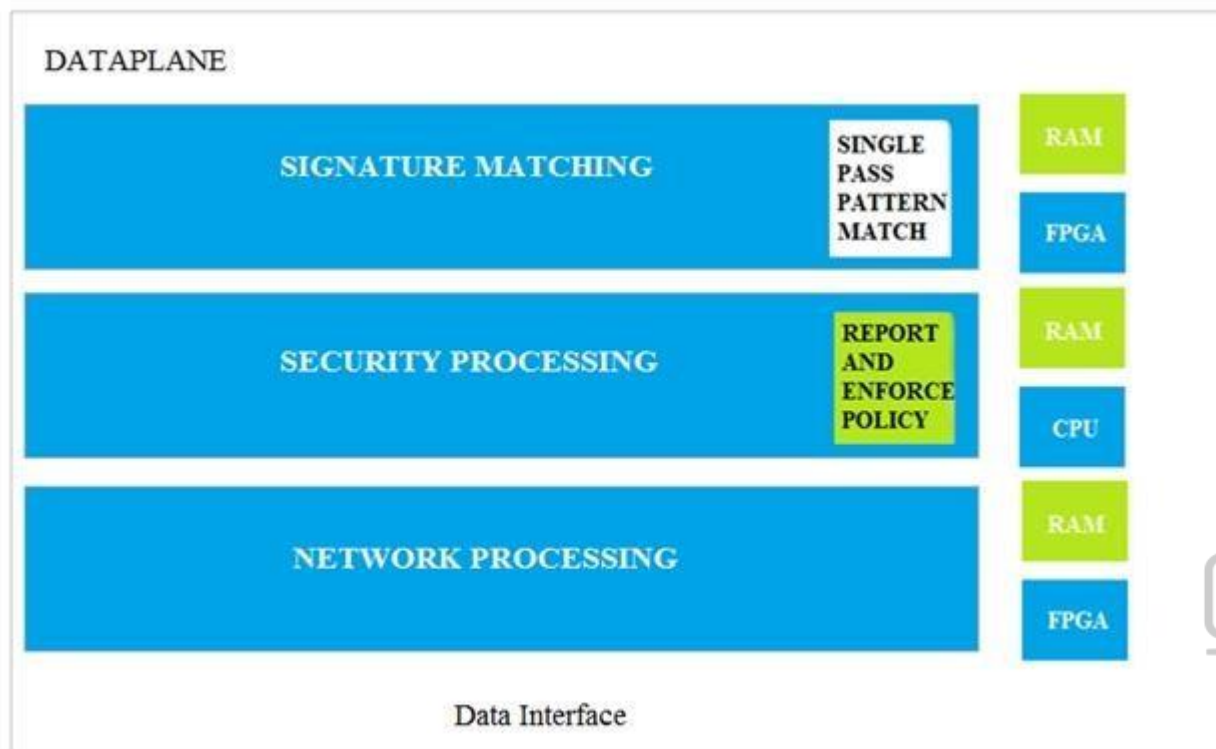 DATAPLANE
SIGNATURE MATCHING
SINGLE
PASS
PATTERN
MATCH
RAM
FPGA
SECURITY PROCESSING
REPORT
AND
ENFORCE
POLICY
RAM
CPU
NETWORK PROCESSING
RAM
FPGA
Data Interface